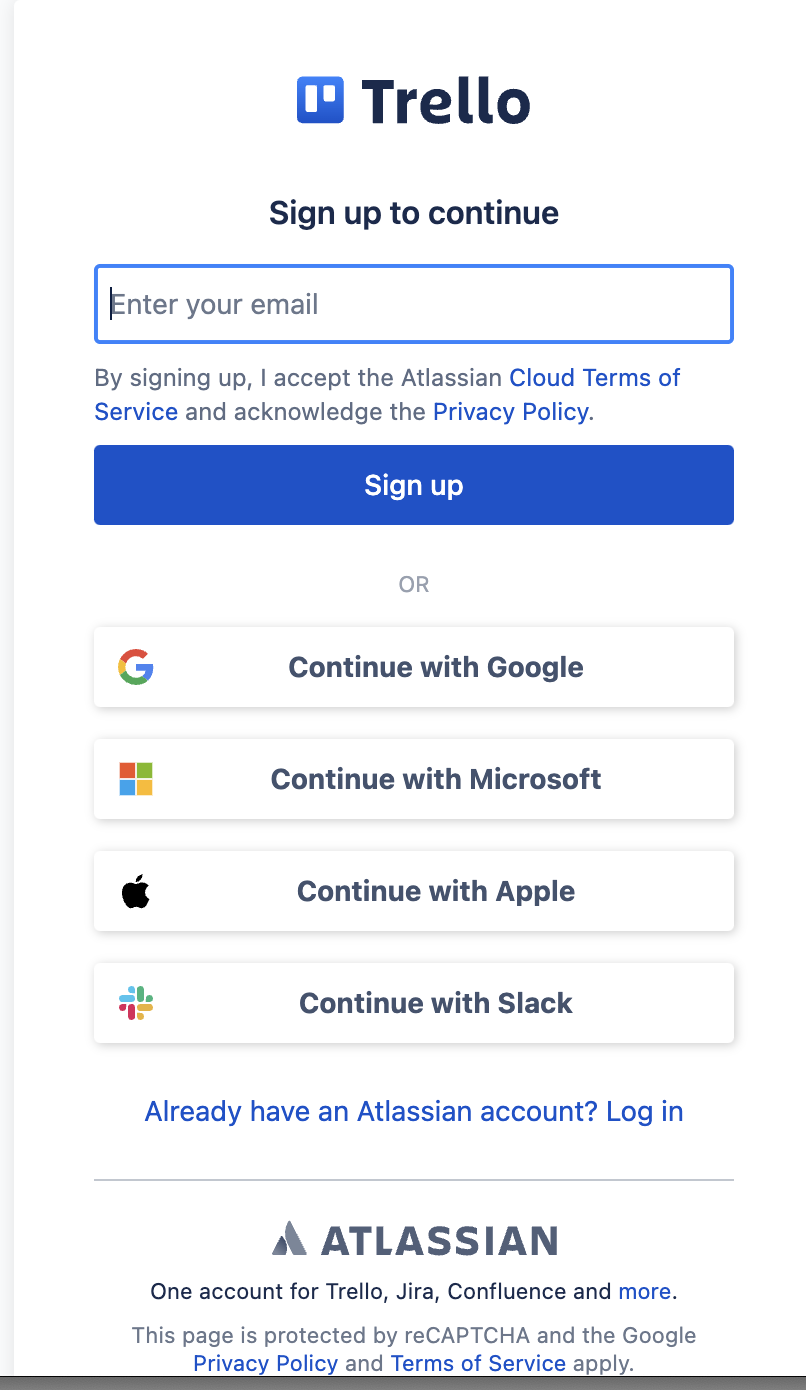 Trello
Sign up to continue
Enter your email
By signing up, I accept the Atlassian Cloud Terms of
Service and acknowledge the Privacy Policy.
Sign up
OR
Continue with Google
Continue with Microsoft
Continue with Apple
Continue with Slack
Already have an Atlassian account? Log in
ATLASSIAN
One account for Trello, Jira, Confluence and more.
This page is protected by reCAPTCHA and the Google
Privacy Policy and Terms of Service apply.